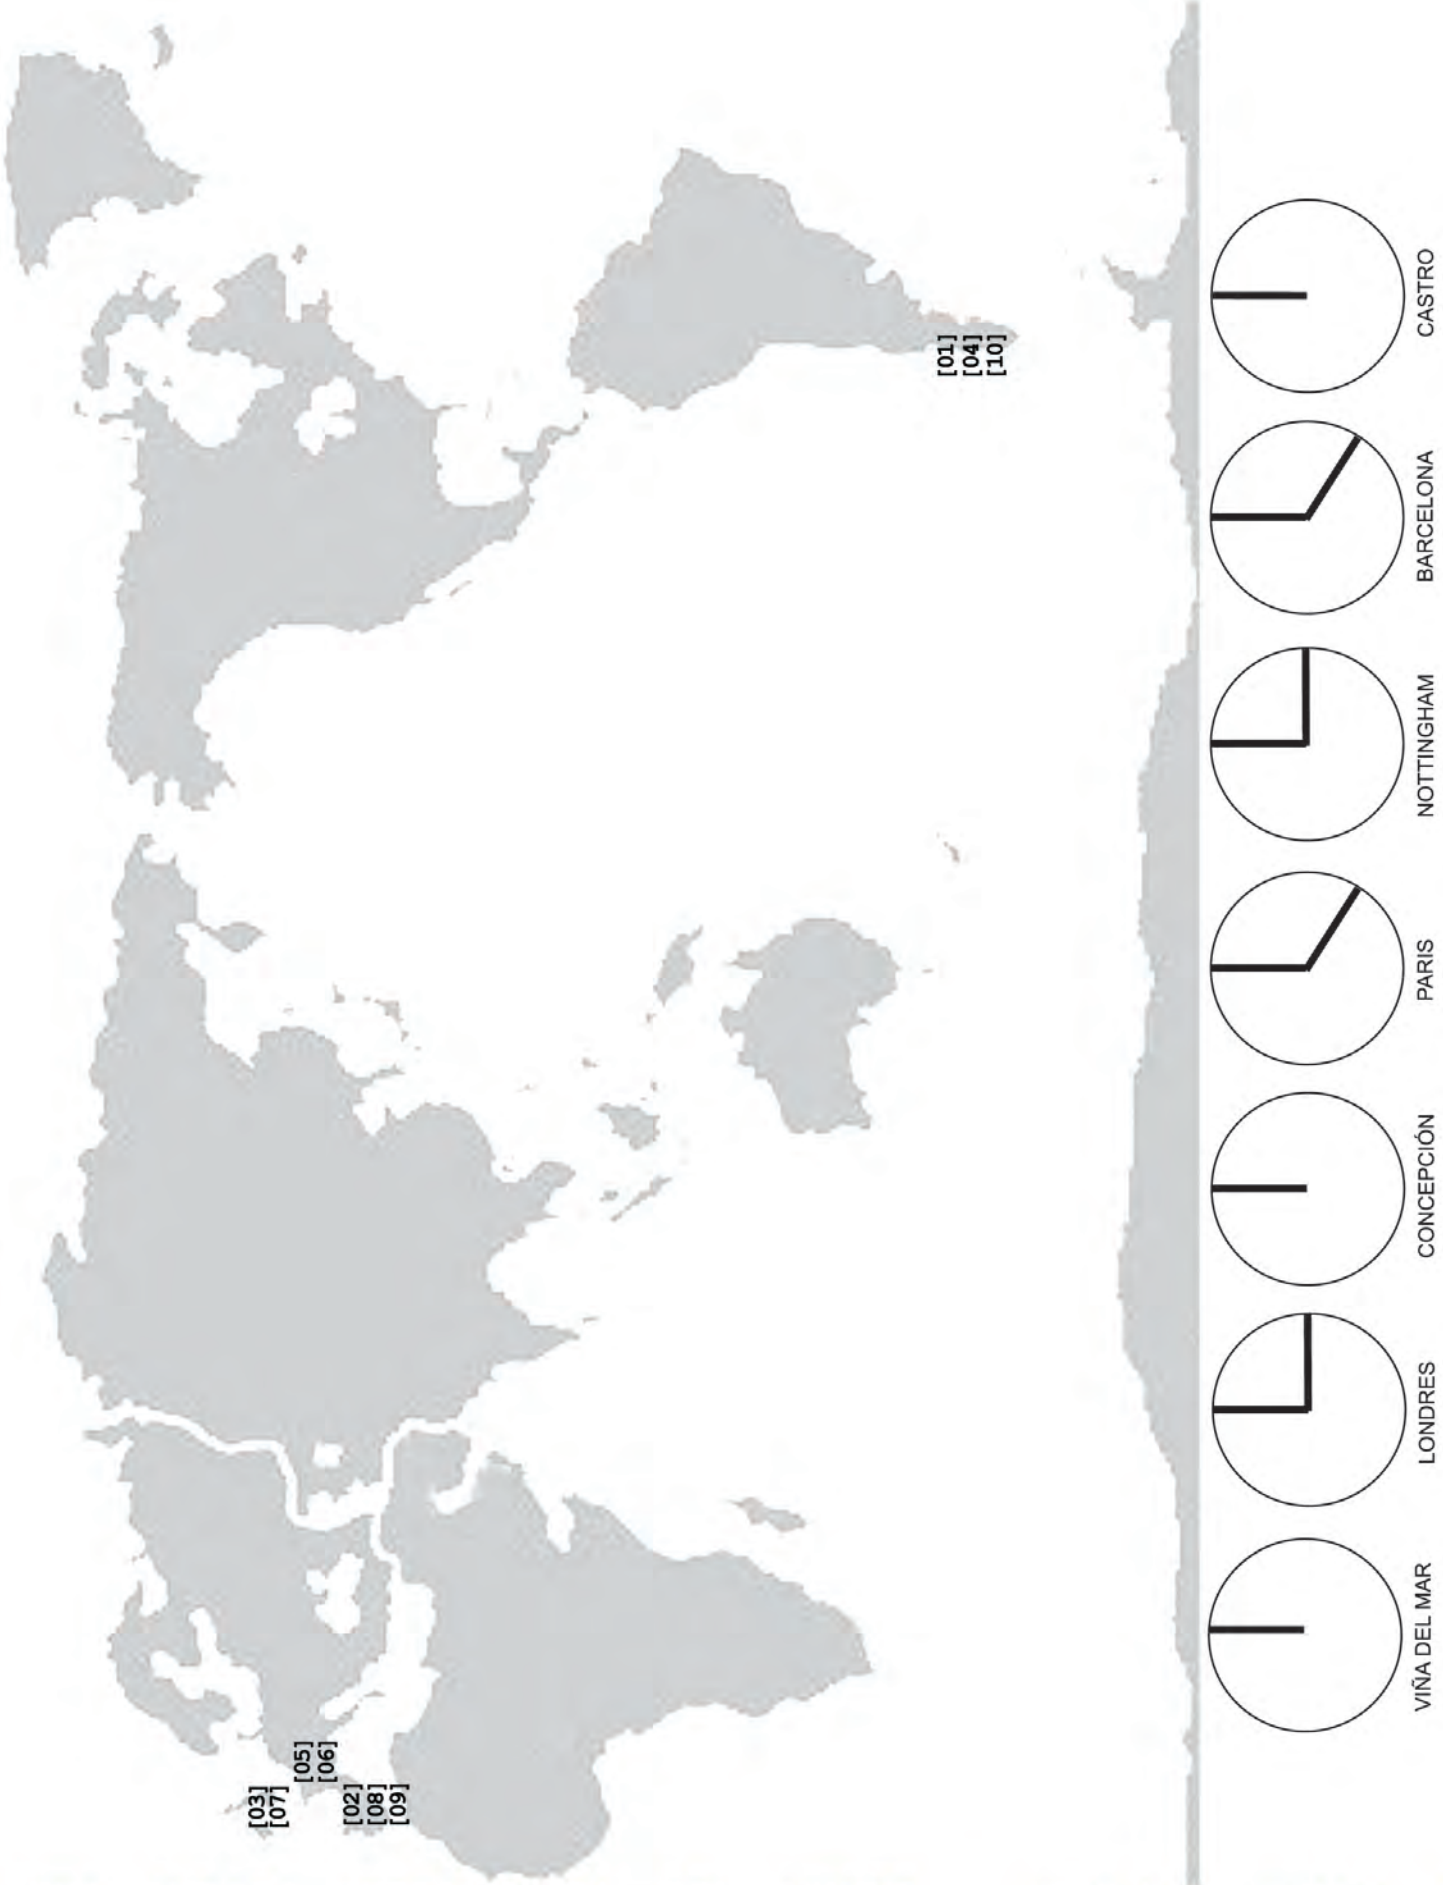 [03]
[07]
[05]
[06]
[02]
[08]
[09]
[01]
[04]
[10]
VIÑA DEL MAR
LONDRES
CONCEPCIÓN
PARIS
NOTTINGHAM
BARCELONA
CASTRO